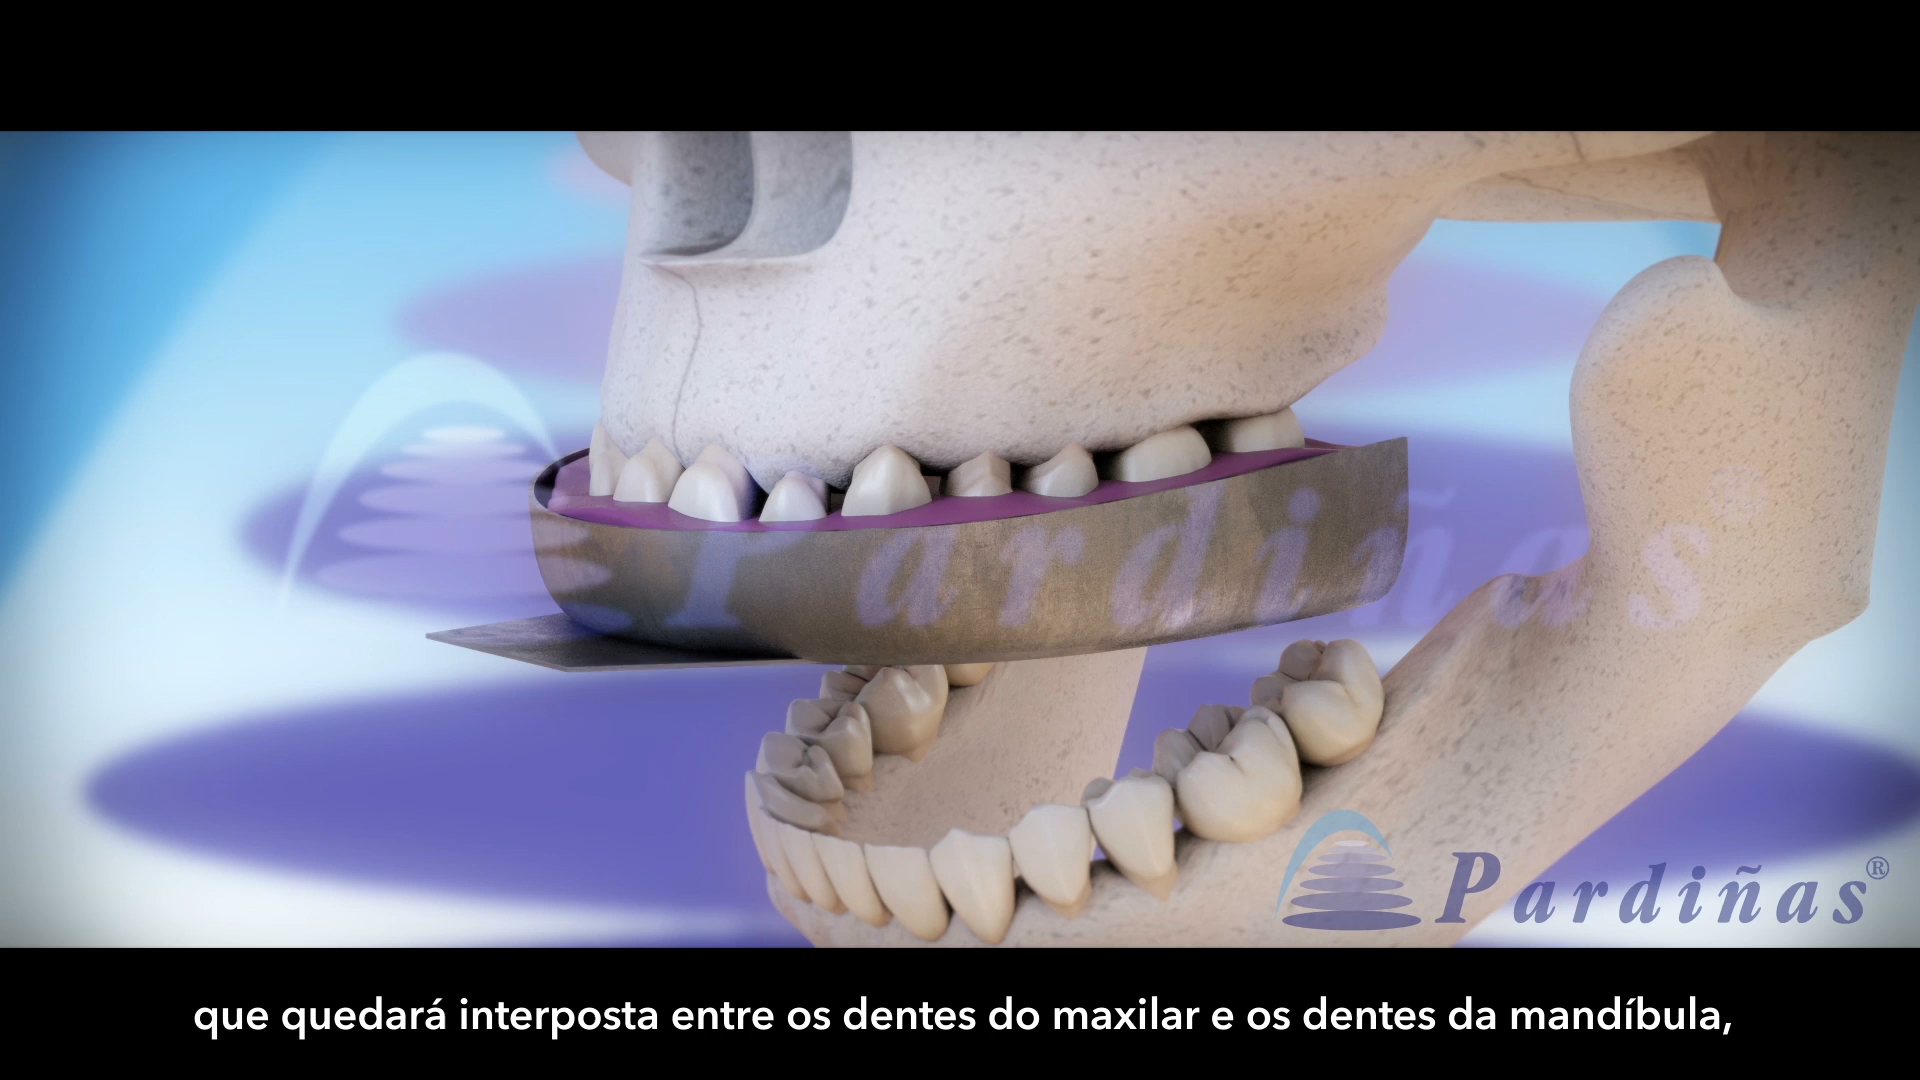 Pardiñas®
Pardiñas®
que quedará interposta entre os dentes do maxilar e os dentes da mandíbula,